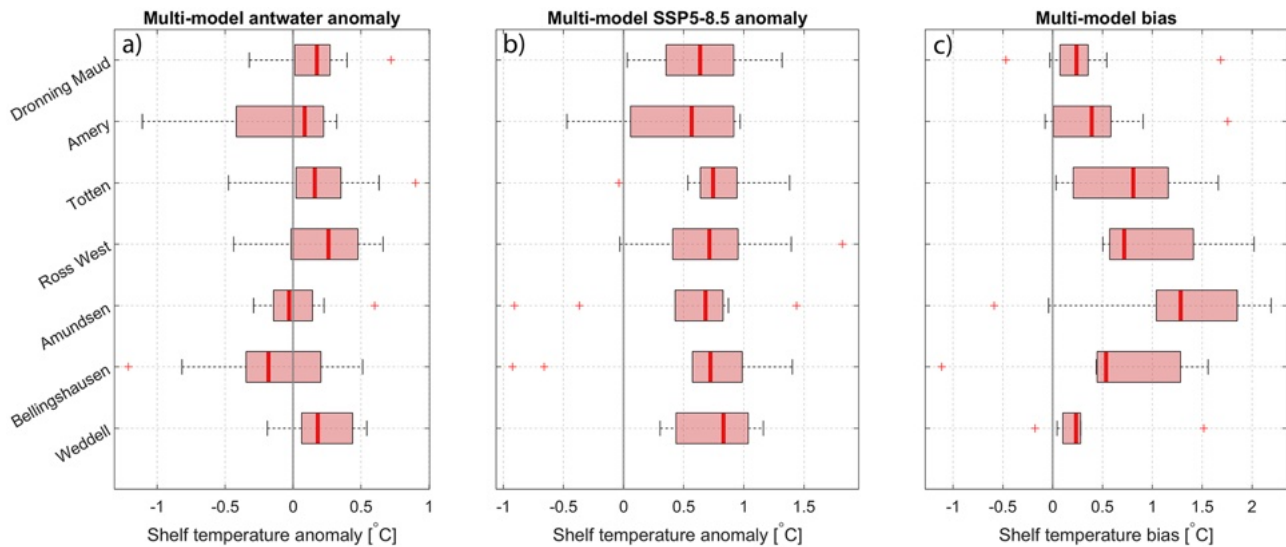 Multi-model antwater anomaly
Multi-model SSP5-8.5 anomaly
Multi-model bias
a)
b)
c)
Dronning Maud
Amery
Totten
Ross West
Amundsen
Bellingshausen
Weddell
-1 -0.5 0 0.5 1
-1 -0.5 0 0.5 1 1.5
-1 -0.5 0 0.5 1 1.5 2
Shelf temperature anomaly [°C]
Shelf temperature anomaly [°C]
Shelf temperature bias [°C]